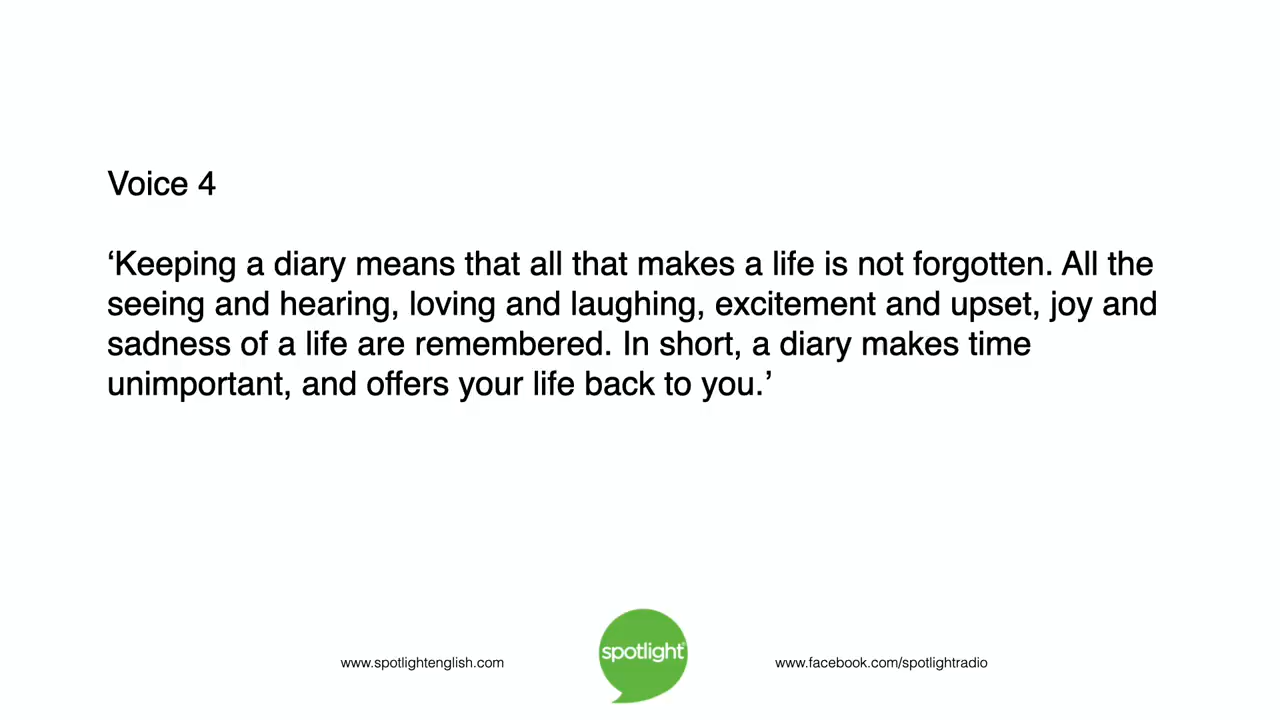 Voice 4
‘Keeping a diary means that all that makes a life is not forgotten. All the
seeing and hearing, loving and laughing, excitement and upset, joy and
sadness of a life are remembered. In short, a diary makes time
unimportant, and offers your life back to you.’
www.spotlightenglish.com
spotlight
www.facebook.com/spotlightradio